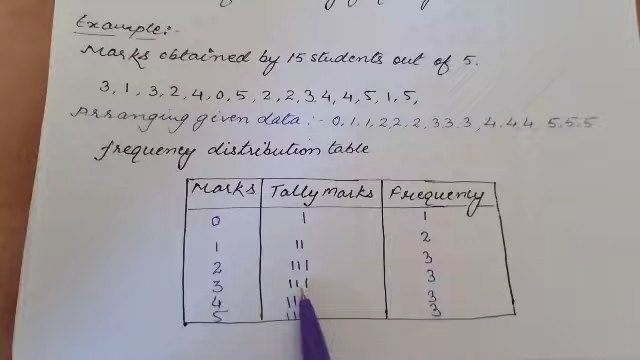 Example:-
Marks obtained by 15 students out of 5.
3, 1, 3, 2, 4, 0, 5, 2, 2, 3, 4, 4, 5, 1, 5,
Arranging given data :- 0, 1, 1, 2, 2, 2, 3, 3, 3, 4, 4, 4, 5, 5, 5
frequency distribution table
Marks Tally marks Frequency
0 | 1
1 || 2
2 ||| 3
3 ||| 3
4 || 3
5 || 3